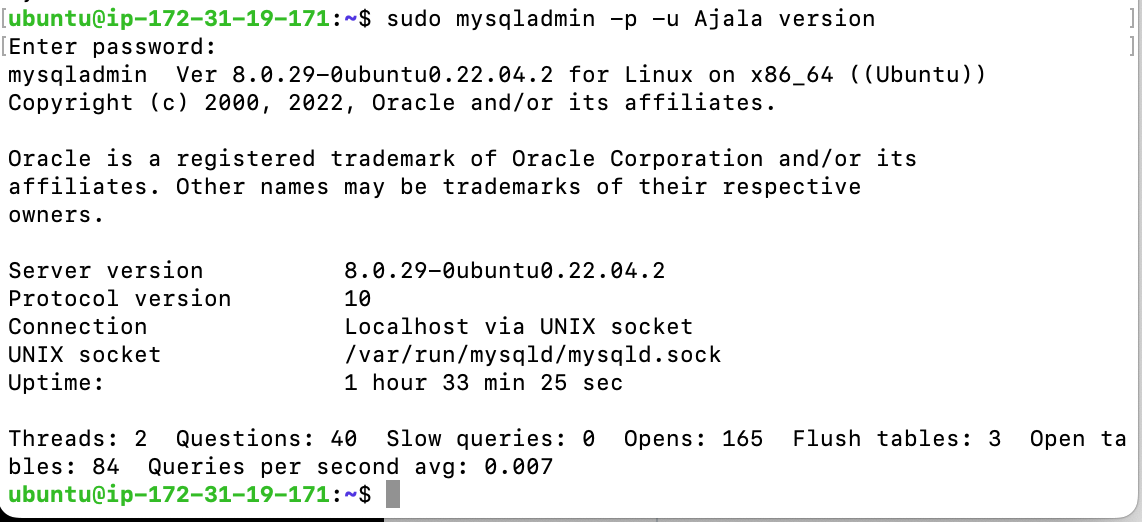 [ubuntu@ip-172-31-19-171:~$ sudo mysqladmin -p -u Ajala version ]
[Enter password: ]
mysqladmin  Ver 8.0.29-0ubuntu0.22.04.2 for Linux on x86_64 ((Ubuntu))
Copyright (c) 2000, 2022, Oracle and/or its affiliates.
Oracle is a registered trademark of Oracle Corporation and/or its
affiliates. Other names may be trademarks of their respective
owners.
Server version          8.0.29-0ubuntu0.22.04.2
Protocol version        10
Connection              Localhost via UNIX socket
UNIX socket             /var/run/mysqld/mysqld.sock
Uptime:                 1 hour 33 min 25 sec
Threads: 2  Questions: 40  Slow queries: 0  Opens: 165  Flush tables: 3  Open ta
bles: 84  Queries per second avg: 0.007
ubuntu@ip-172-31-19-171:~$